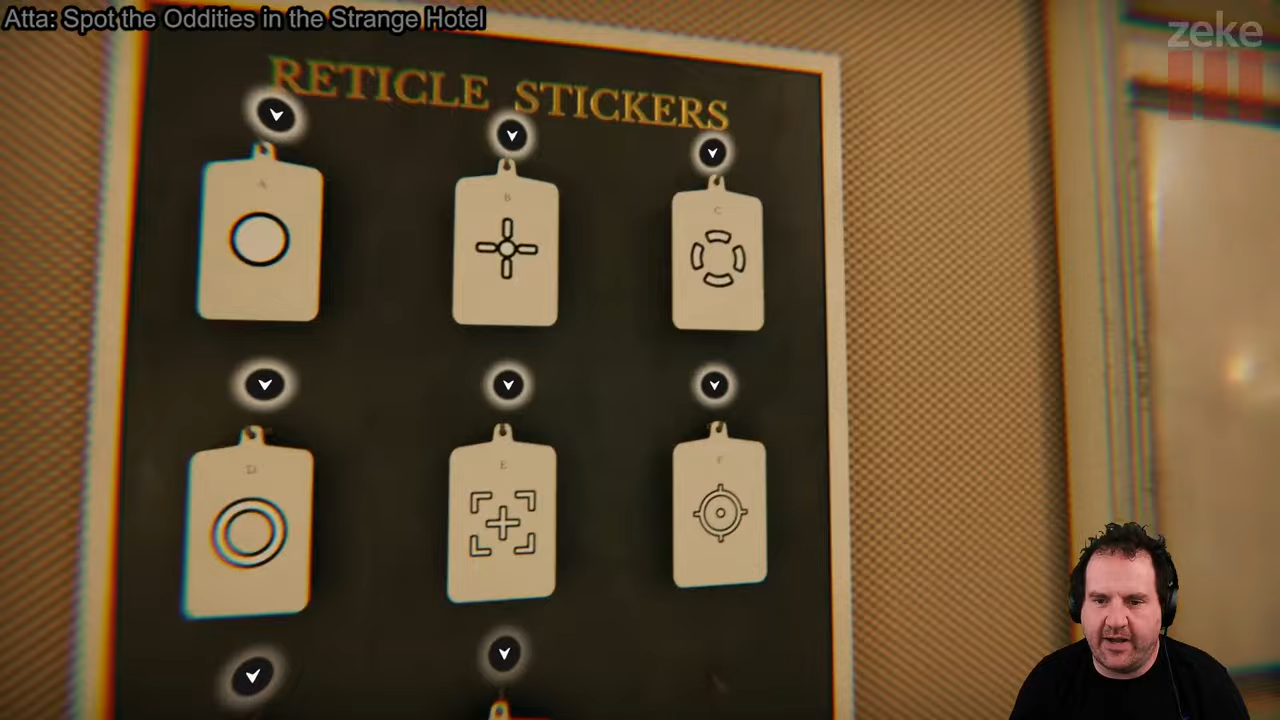 Atta: Spot the Oddities in the Strange Hotel
zeke
RETICLE STICKERS
A
B
C
D
E
F